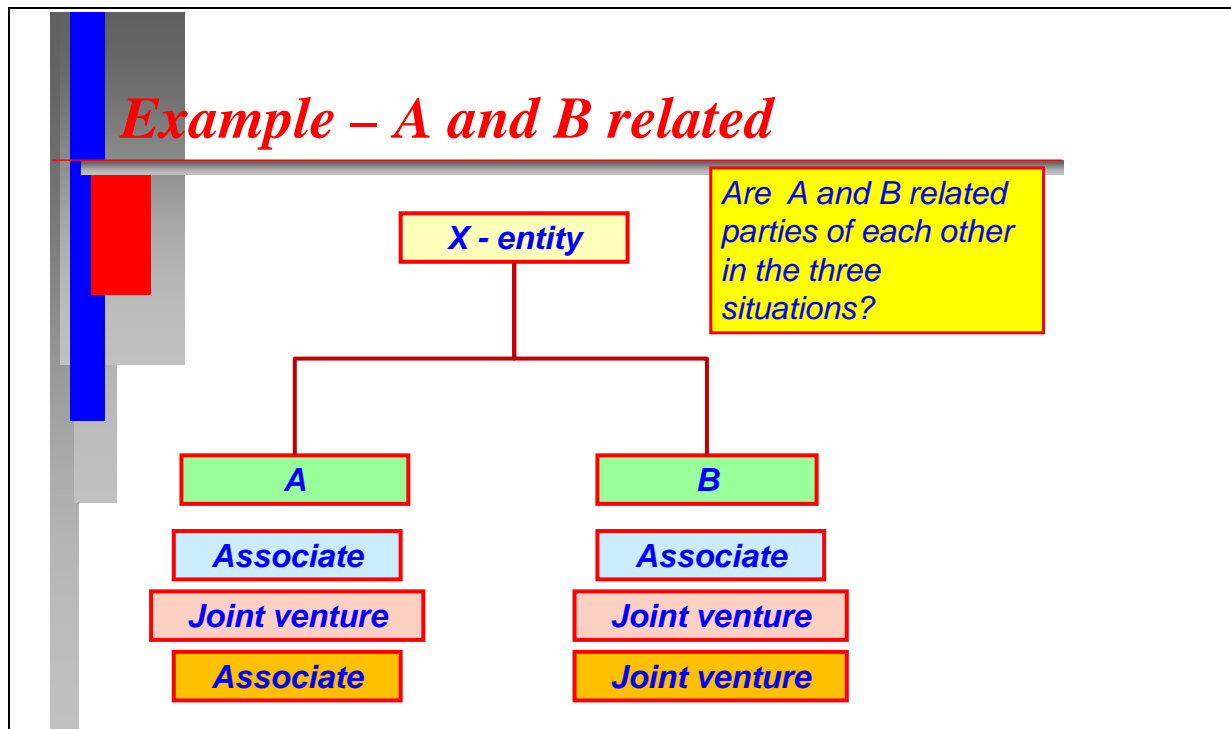 Example – A and B related
Are A and B related
parties of each other
in the three
situations?
X - entity
A
B
Associate
Associate
Joint venture
Joint venture
Associate
Joint venture